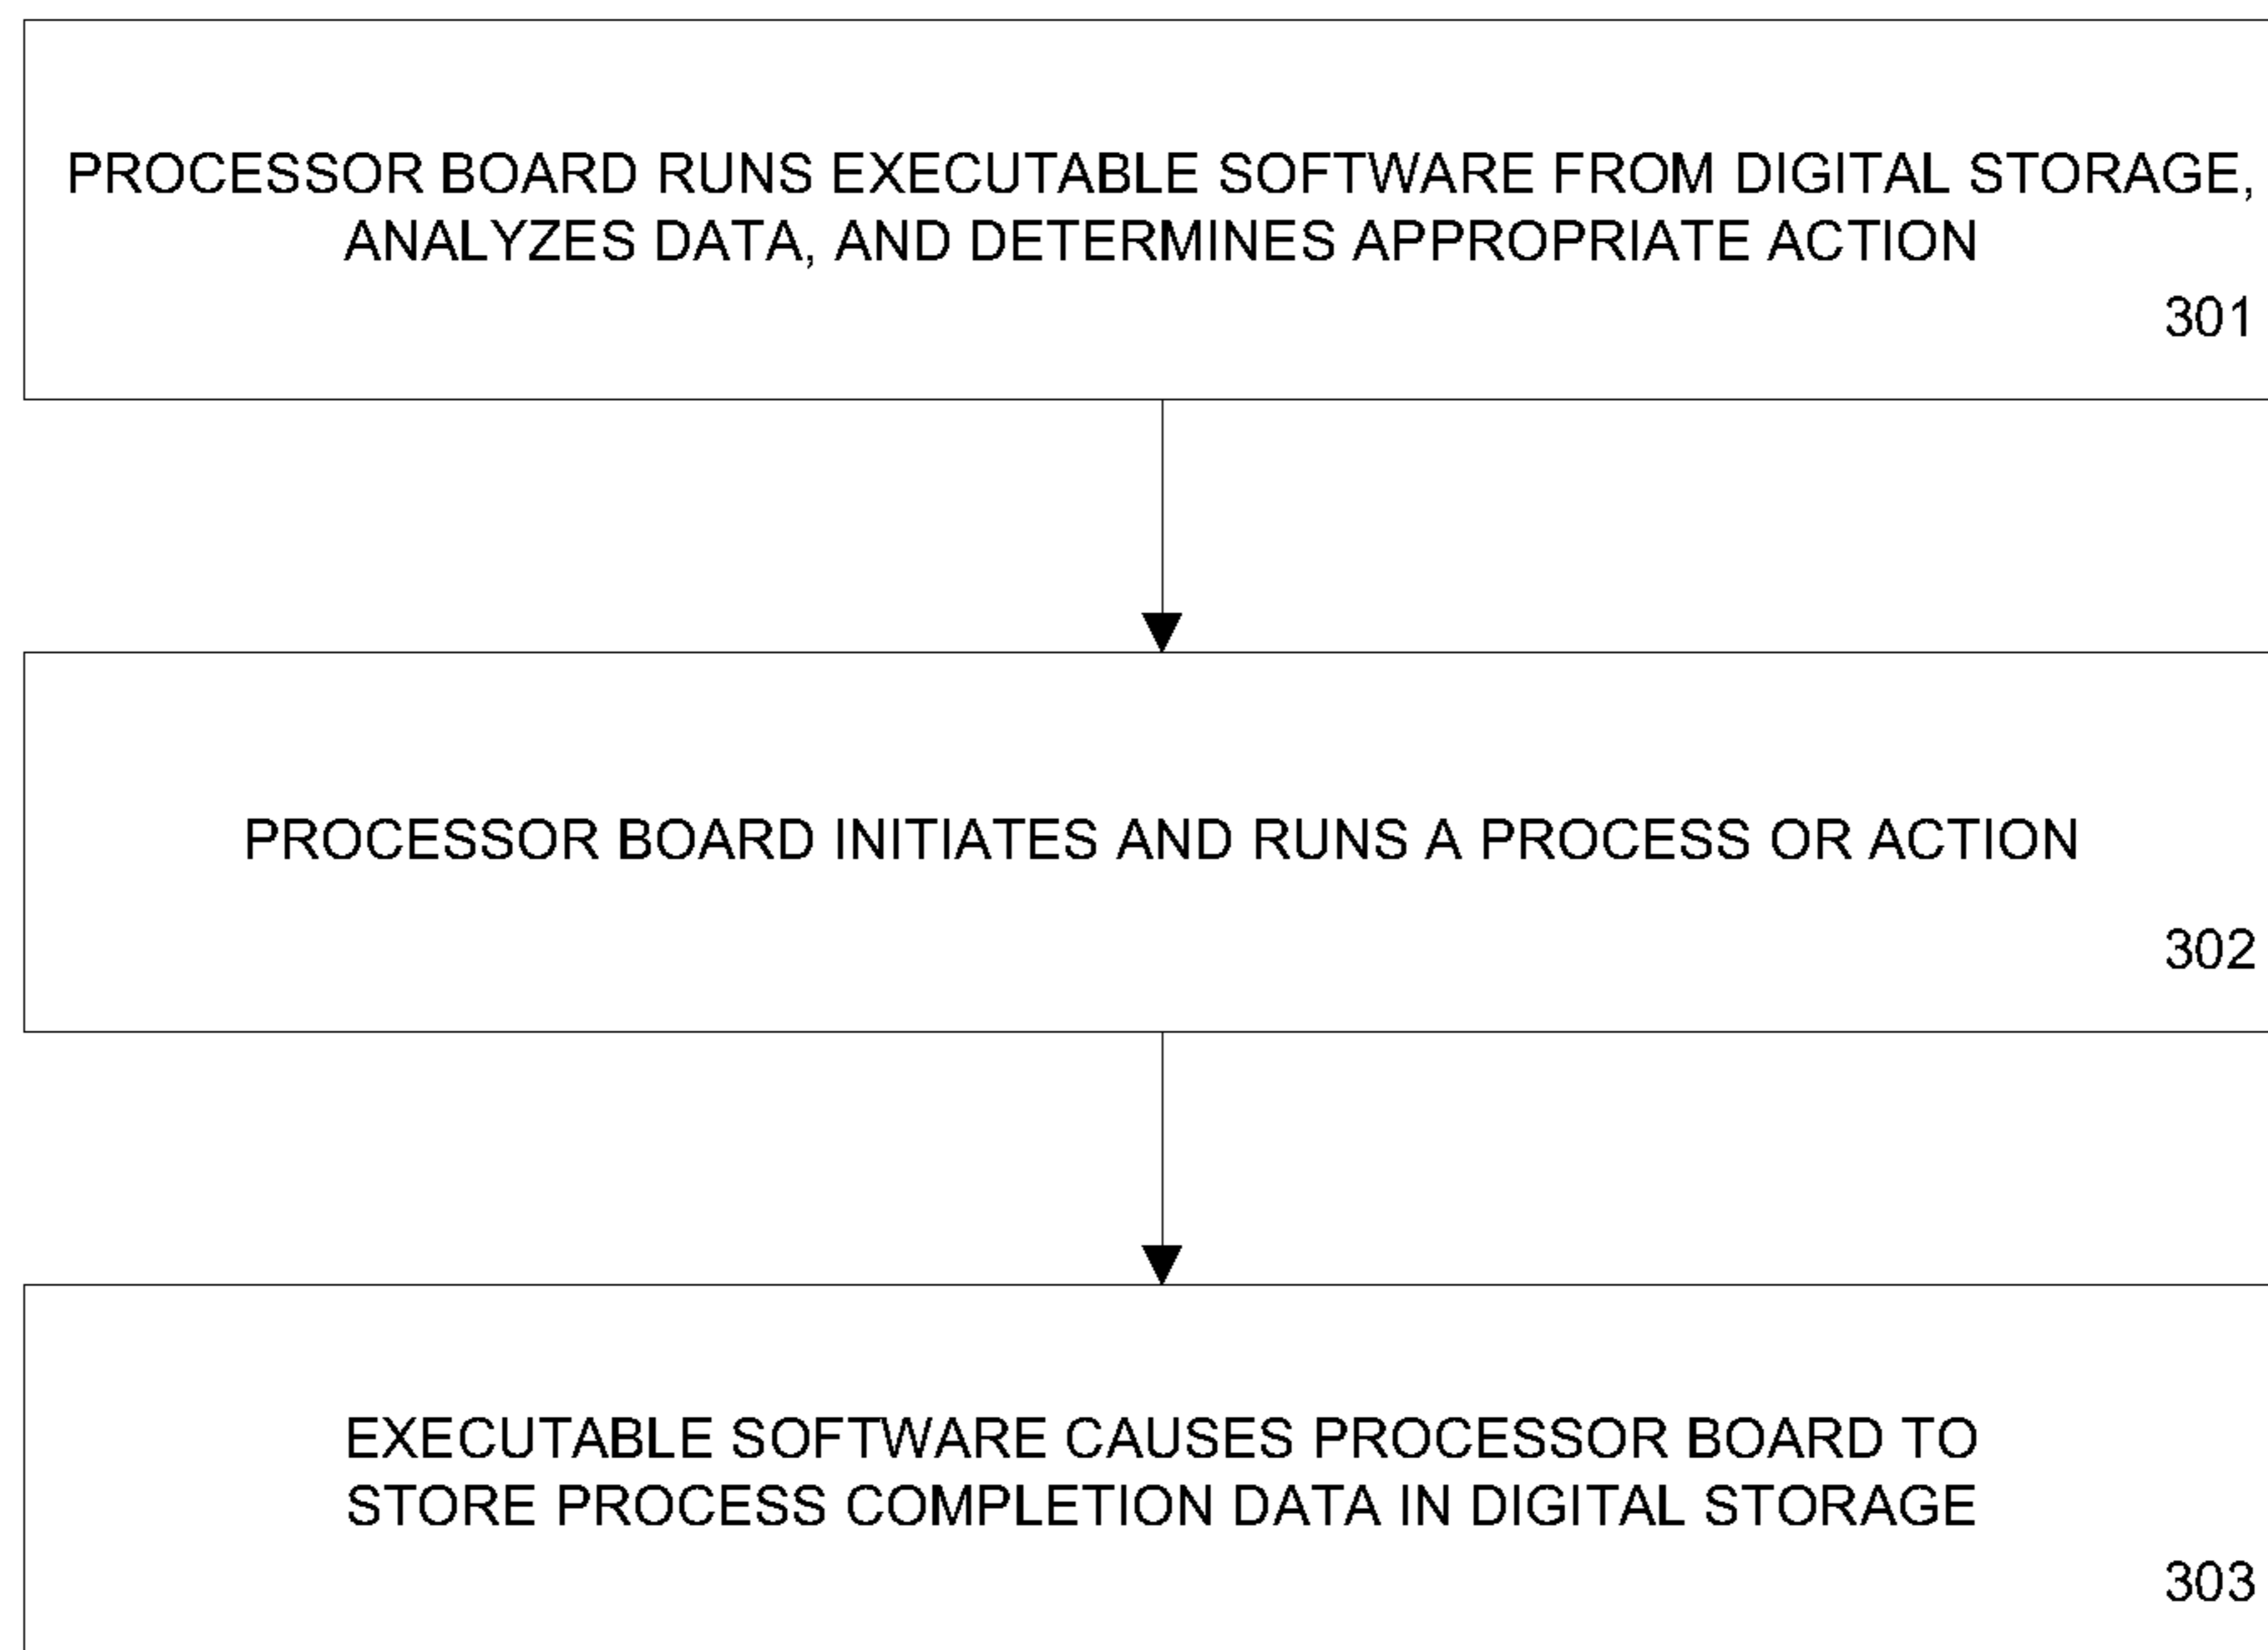 PROCESSOR BOARD RUNS EXECUTABLE SOFTWARE FROM DIGITAL STORAGE,
ANALYZES DATA, AND DETERMINES APPROPRIATE ACTION
301
PROCESSOR BOARD INITIATES AND RUNS A PROCESS OR ACTION
302
EXECUTABLE SOFTWARE CAUSES PROCESSOR BOARD TO
STORE PROCESS COMPLETION DATA IN DIGITAL STORAGE
303